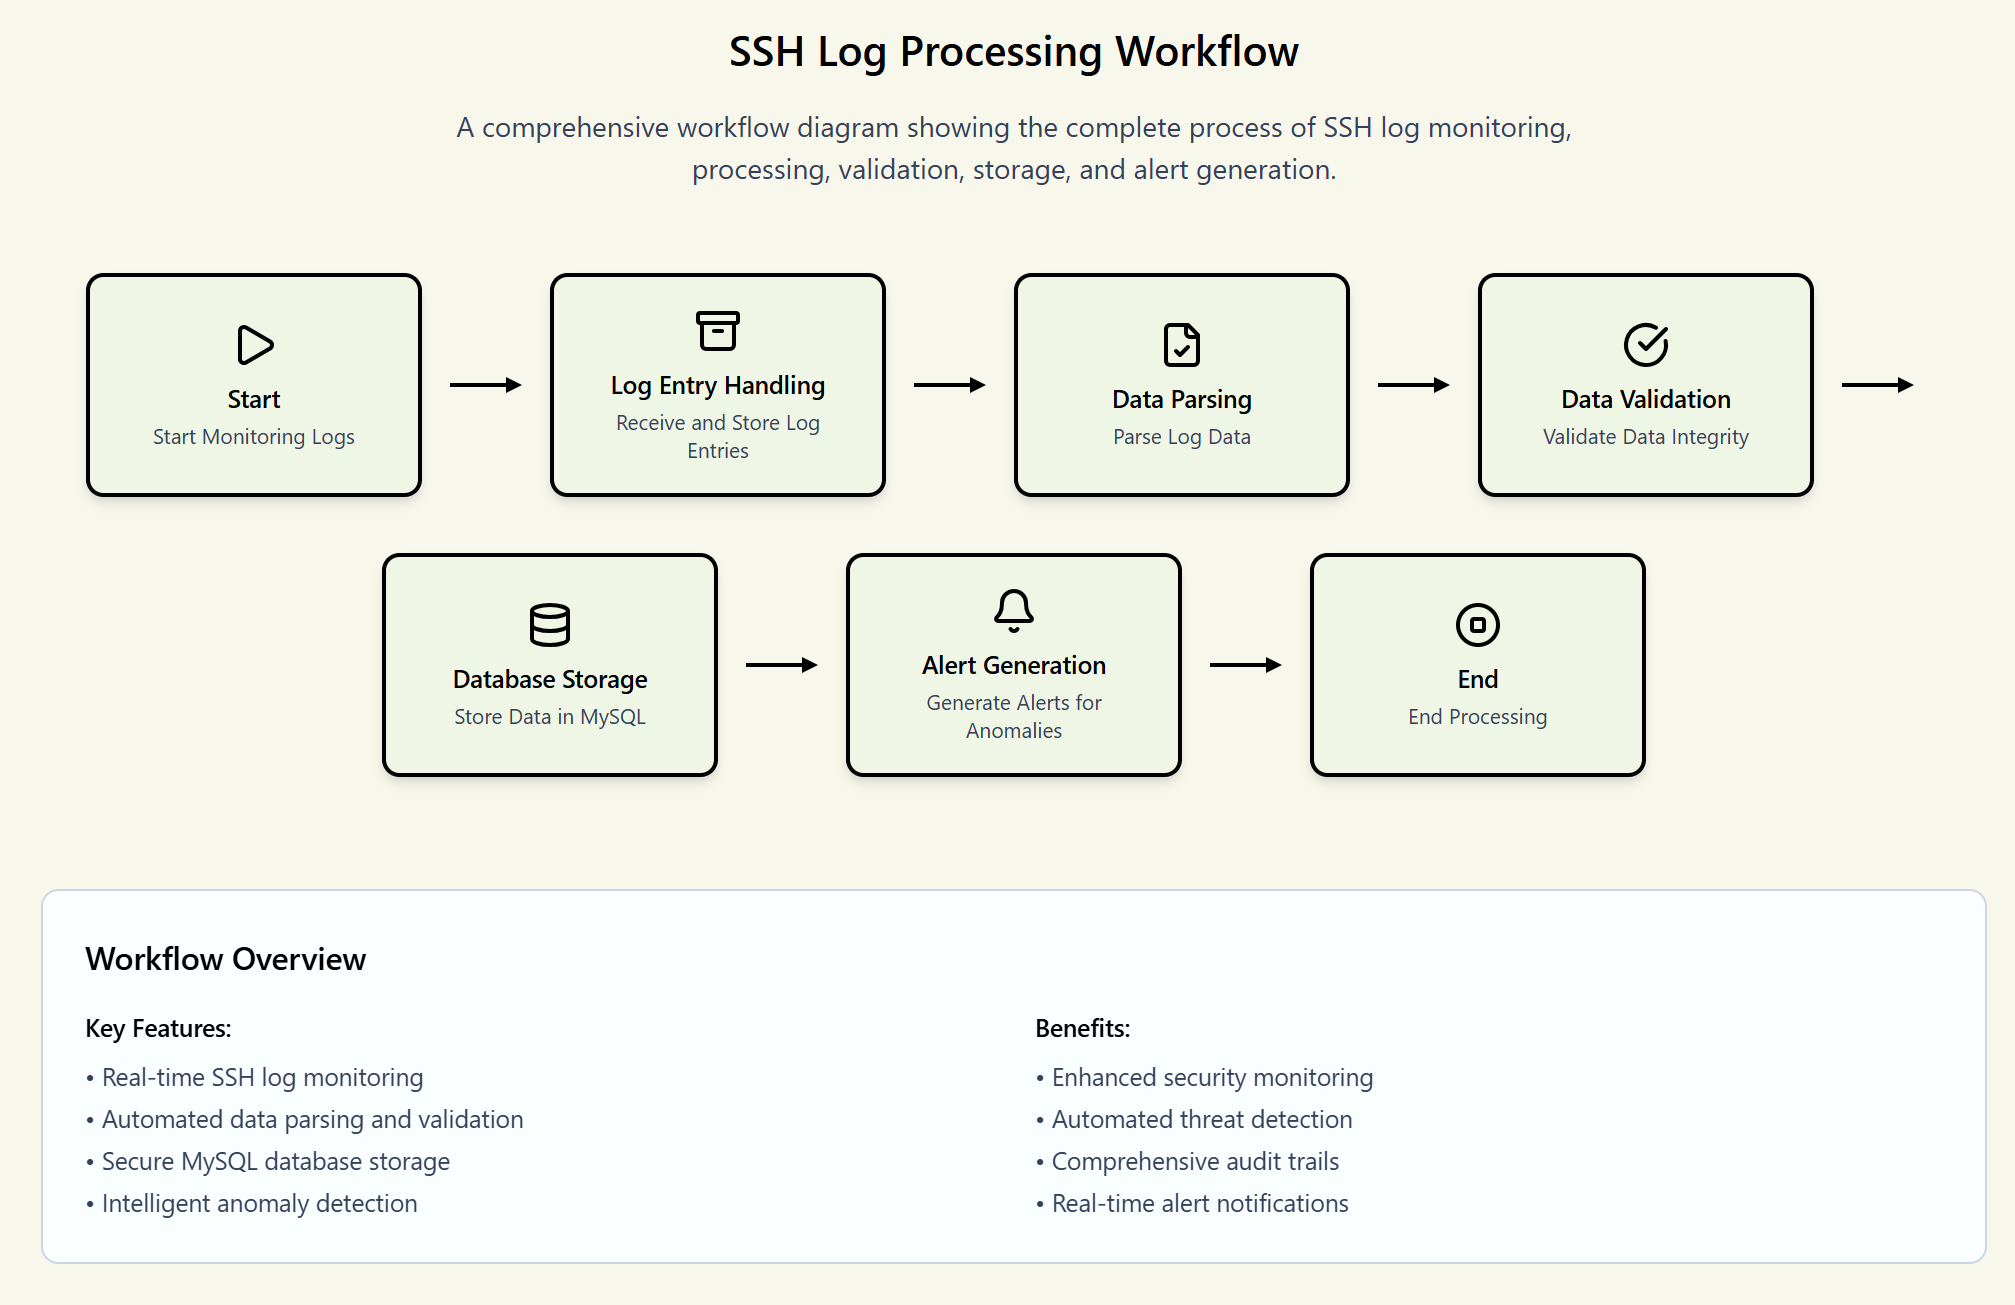 SSH Log Processing Workflow
A comprehensive workflow diagram showing the complete process of SSH log monitoring,
processing, validation, storage, and alert generation.
Start
Start Monitoring Logs
Log Entry Handling
Receive and Store Log
Entries
Data Parsing
Parse Log Data
Data Validation
Validate Data Integrity
Database Storage
Store Data in MySQL
Alert Generation
Generate Alerts for
Anomalies
End
End Processing
Workflow Overview
Key Features:
• Real-time SSH log monitoring
• Automated data parsing and validation
• Secure MySQL database storage
• Intelligent anomaly detection
Benefits:
• Enhanced security monitoring
• Automated threat detection
• Comprehensive audit trails
• Real-time alert notifications